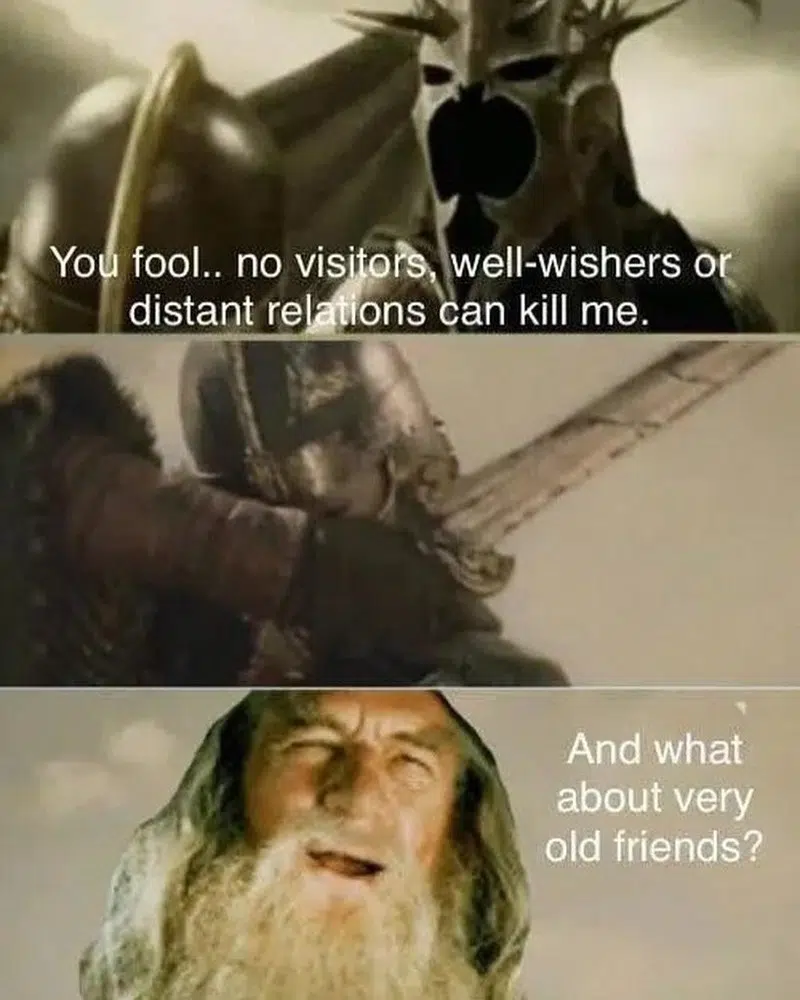 You fool.. no visitors, well-wishers or
distant relations can kill me.
And what
about very
old friends?